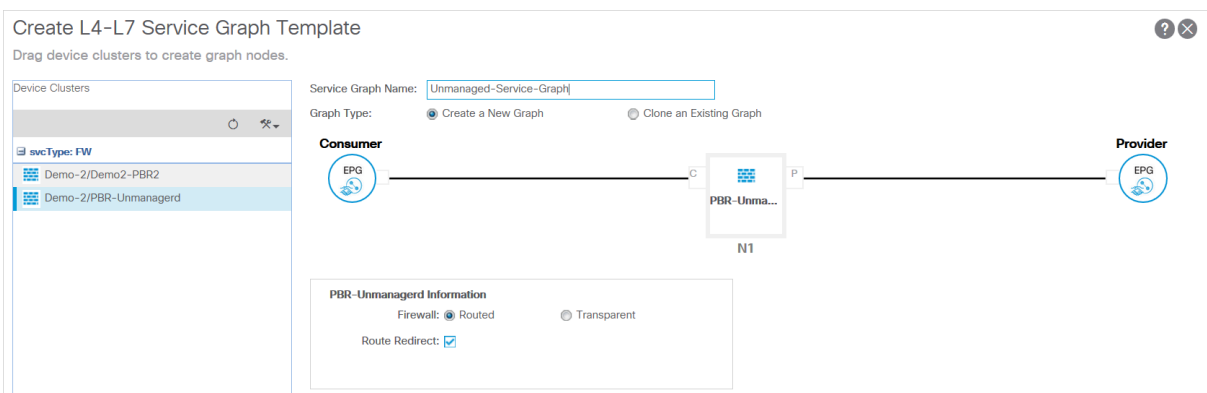 Create L4-L7 Service Graph Template
Drag device clusters to create graph nodes.
Device Clusters
svcType: FW
Demo-2/Demo2-PBR2
Demo-2/PBR-Unmanagerd
Service Graph Name: Unmanaged-Service-Graph
Graph Type: Create a New Graph Clone an Existing Graph
Consumer
Provider
EPG
C
PBR-Unma...
P
N1
EPG
PBR-Unmanagerd Information
Firewall: Routed Transparent
Route Redirect: